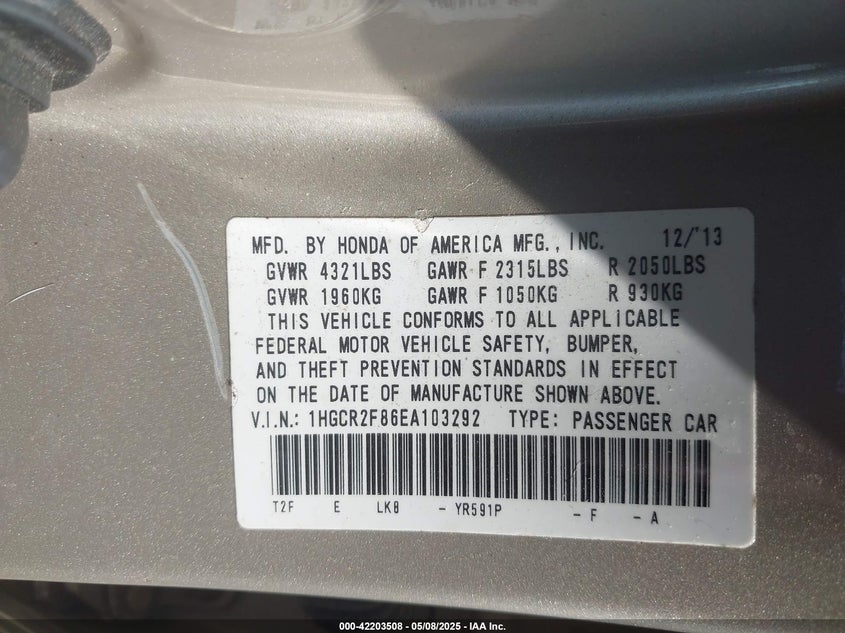 MFD. BY HONDA OF AMERICA MFG., INC. 12/'13
GVWR 4321LBS GAWR F 2315LBS R 2050LBS
GVWR 1960KG GAWR F 1050KG R 930KG
THIS VEHICLE CONFORMS TO ALL APPLICABLE
FEDERAL MOTOR VEHICLE SAFETY, BUMPER,
AND THEFT PREVENTION STANDARDS IN EFFECT
ON THE DATE OF MANUFACTURE SHOWN ABOVE.
V.I.N.: 1HGCR2F86EA103292 TYPE: PASSENGER CAR
T2F E LK8 - YR591P - F - A
000-42203508 - 05/08/2025 - IAA Inc.